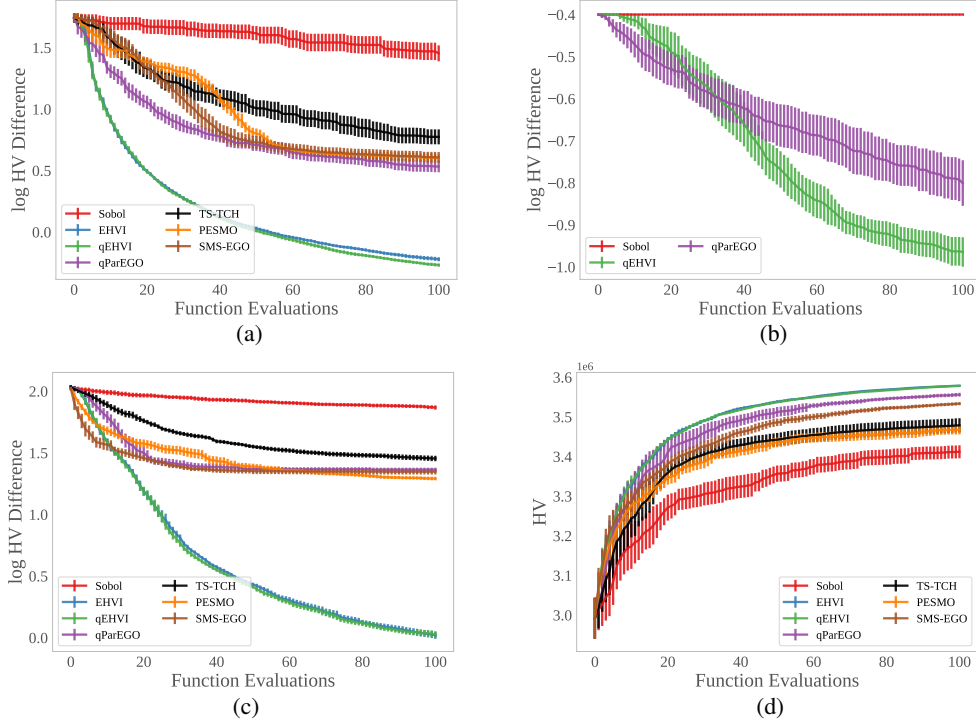 log HV Difference
1.5
1.0
0.5
0.0
Sobol
EHVI
qEHVI
qParEGO
TS-TCH
PESMO
SMS-EGO
0 20 40 60 80 100
Function Evaluations
(a)
log HV Difference
−0.4
−0.5
−0.6
−0.7
−0.8
−0.9
−1.0
Sobol
qEHVI
qParEGO
0 20 40 60 80 100
Function Evaluations
(b)
log HV Difference
2.0
1.5
1.0
0.5
0.0
Sobol
EHVI
qEHVI
qParEGO
TS-TCH
PESMO
SMS-EGO
0 20 40 60 80 100
Function Evaluations
(c)
1e6
HV
3.6
3.5
3.4
3.3
3.2
3.1
3.0
Sobol
EHVI
qEHVI
qParEGO
TS-TCH
PESMO
SMS-EGO
0 20 40 60 80 100
Function Evaluations
(d)